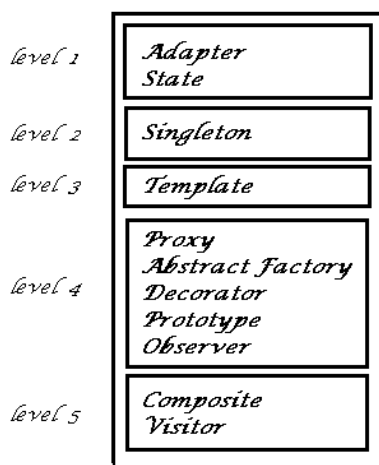 level 1
Adapter
State
level 2
Singleton
level 3
Template
level 4
Proxy
Abstract Factory
Decorator
Prototype
Observer
level 5
Composite
Visitor